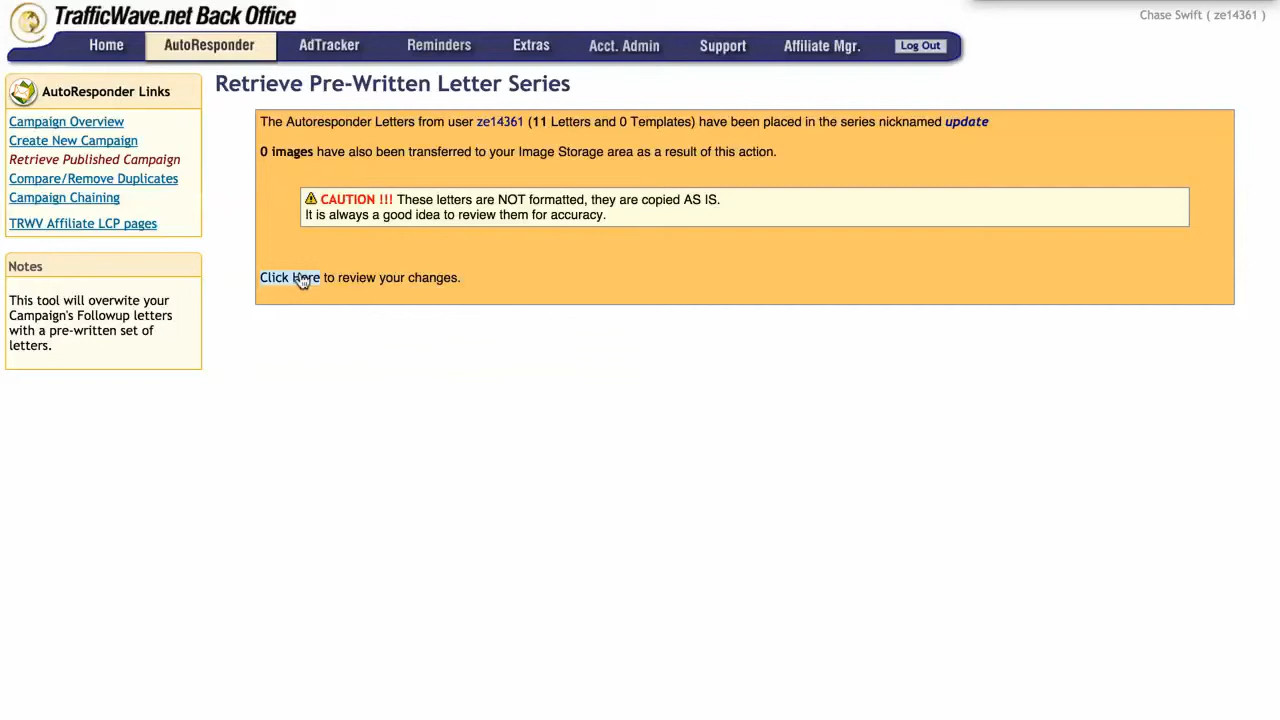 TrafficWave.net Back Office
Chase Swift ( ze14361 )
Home AutoResponder AdTracker Reminders Extras Acct. Admin Support Affiliate Mgr. Log Out
AutoResponder Links
Campaign Overview
Create New Campaign
Retrieve Published Campaign
Compare/Remove Duplicates
Campaign Chaining
TRWV Affiliate LCP pages
Notes
This tool will overwite your
Campaign's Followup letters
with a pre-written set of
letters.
Retrieve Pre-Written Letter Series
The Autoresponder Letters from user ze14361 (11 Letters and 0 Templates) have been placed in the series nicknamed update
0 images have also been transferred to your Image Storage area as a result of this action.
CAUTION !!! These letters are NOT formatted, they are copied AS IS.
It is always a good idea to review them for accuracy.
Click Here to review your changes.